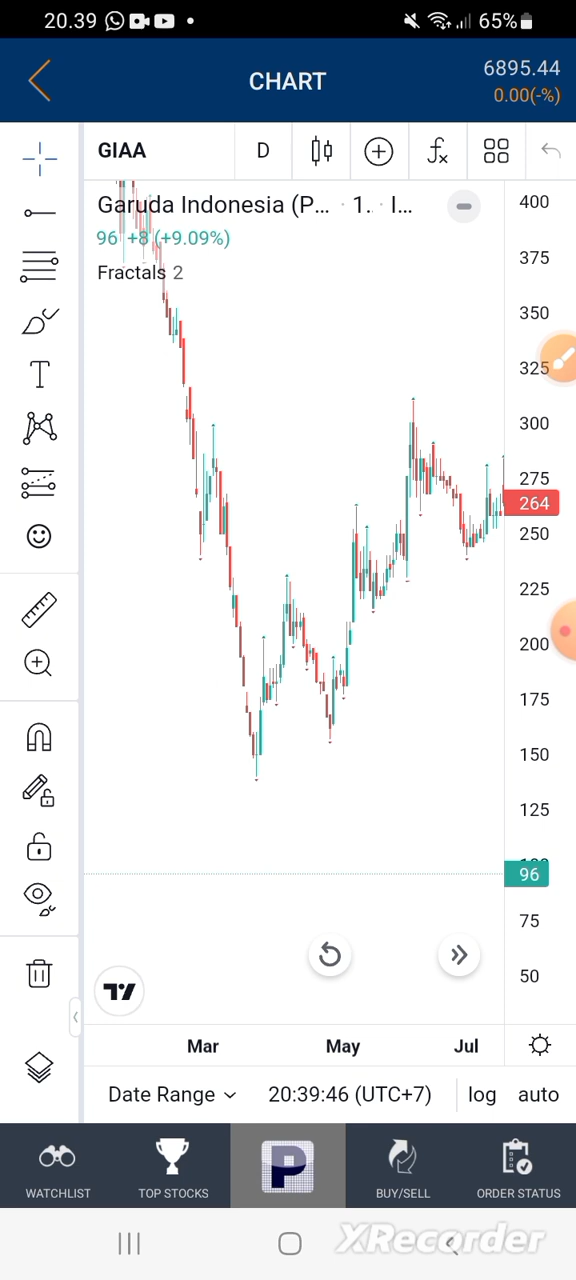 20.39 65%
CHART
6895.44
0.00(-%)
GIAA D
Garuda Indonesia (P... · 1.. · I...
96 +8 (+9.09%)
Fractals 2
400
375
350
325
300
275
264
250
225
200
175
150
125
96
75
50
Mar May Jul
Date Range 20:39:46 (UTC+7) log auto
WATCHLIST TOP STOCKS P BUY/SELL ORDER STATUS
XRecorder